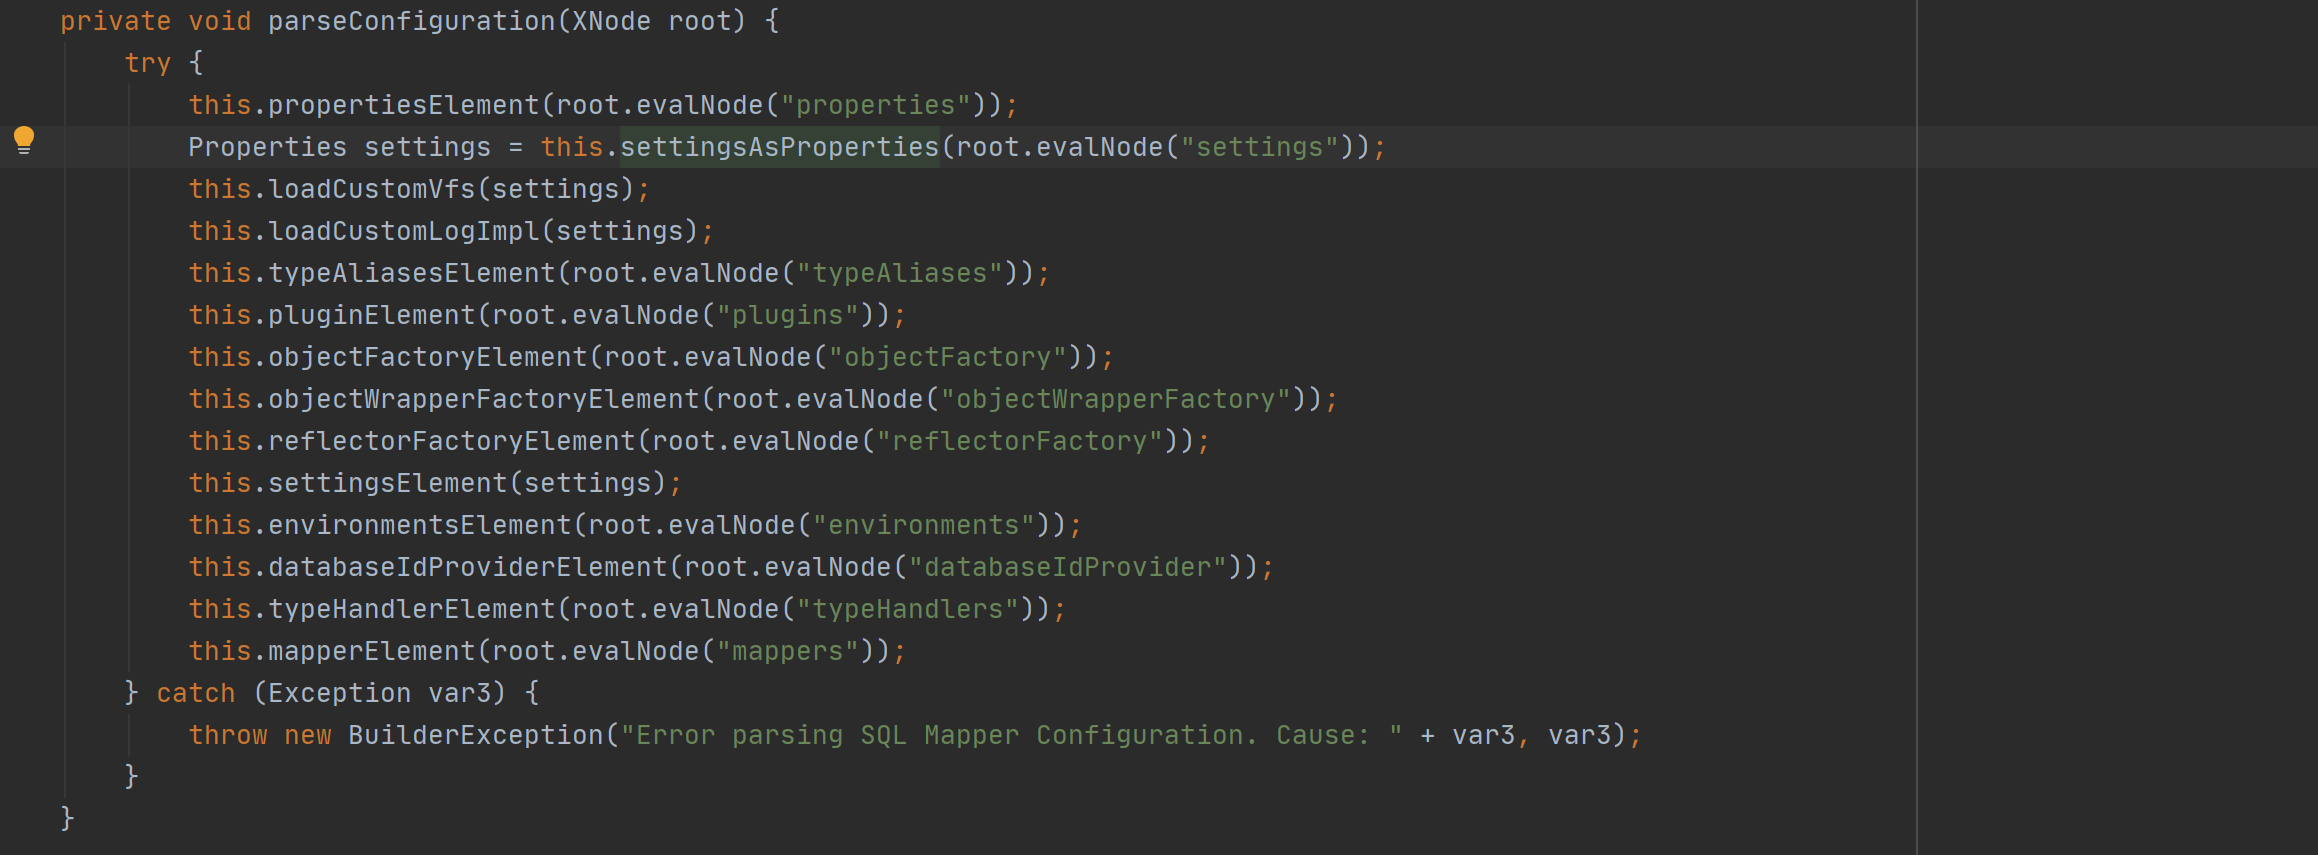 private void parseConfiguration(XNode root) {
try {
this.propertiesElement(root.evalNode("properties"));
Properties settings = this.settingsAsProperties(root.evalNode("settings"));
this.loadCustomVfs(settings);
this.loadCustomLogImpl(settings);
this.typeAliasesElement(root.evalNode("typeAliases"));
this.pluginElement(root.evalNode("plugins"));
this.objectFactoryElement(root.evalNode("objectFactory"));
this.objectWrapperFactoryElement(root.evalNode("objectWrapperFactory"));
this.reflectorFactoryElement(root.evalNode("reflectorFactory"));
this.settingsElement(settings);
this.environmentsElement(root.evalNode("environments"));
this.databaseIdProviderElement(root.evalNode("databaseIdProvider"));
this.typeHandlerElement(root.evalNode("typeHandlers"));
this.mapperElement(root.evalNode("mappers"));
} catch (Exception var3) {
throw new BuilderException("Error parsing SQL Mapper Configuration. Cause: " + var3, var3);
}
}